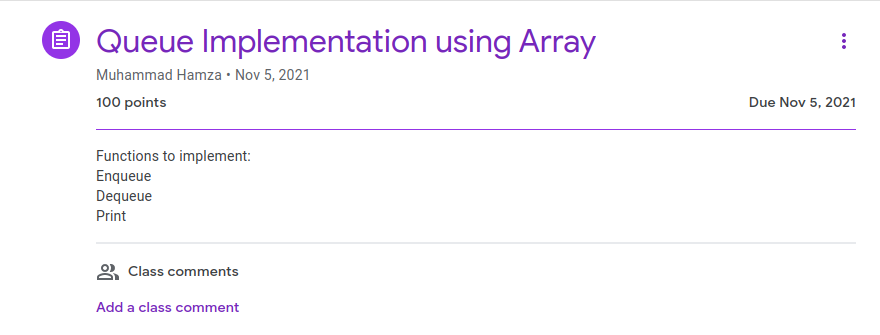 Queue Implementation using Array
Muhammad Hamza • Nov 5, 2021
100 points
Due Nov 5, 2021
Functions to implement:
Enqueue
Dequeue
Print
Class comments
Add a class comment